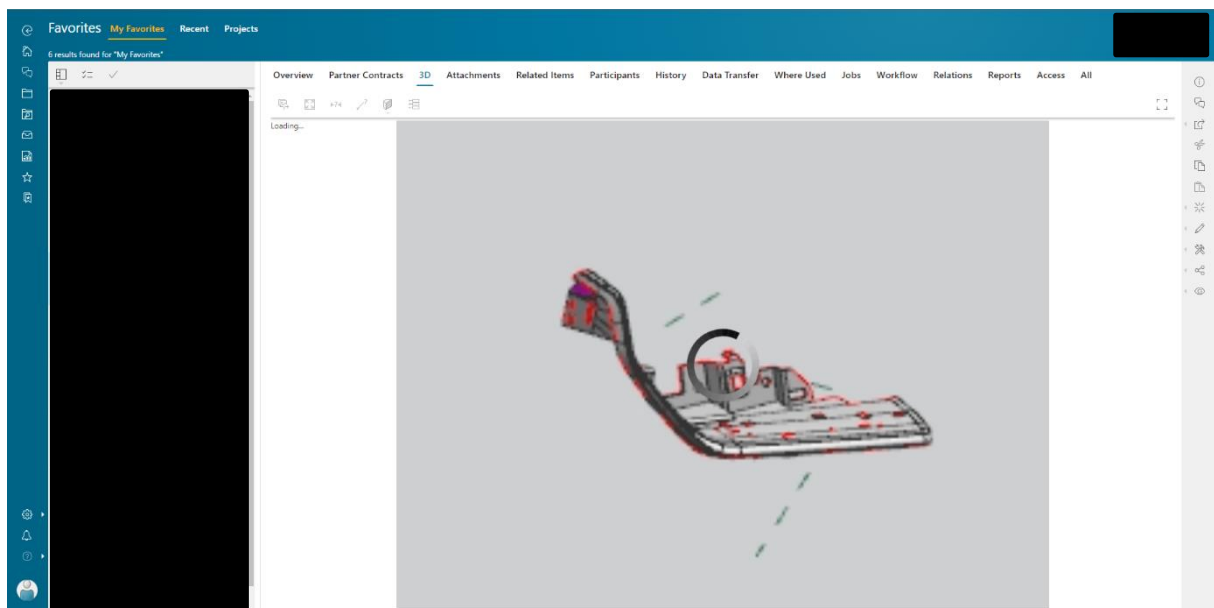 Favorites My Favorites Recent Projects
6 results found for "My Favorites"
Overview Partner Contracts 3D Attachments Related Items Participants History Data Transfer Where Used Jobs Workflow Relations Reports Access All
Loading...